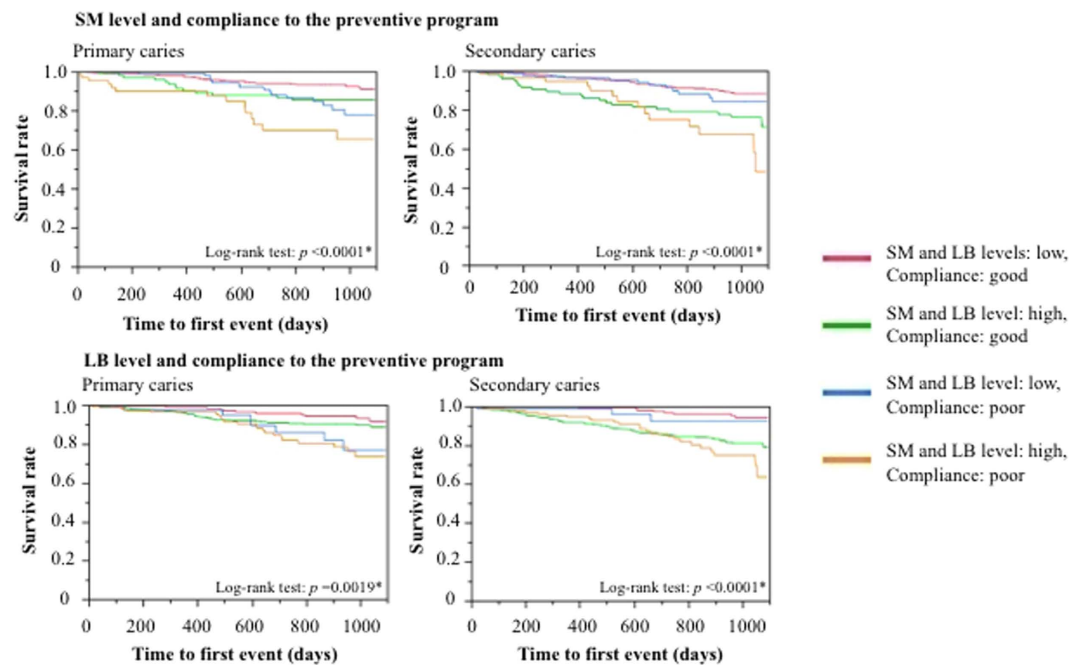 SM level and compliance to the preventive program
Primary caries
Secondary caries
1.0
0.8
0.6
0.4
0.2
0
Survival rate
Log-rank test: p <0.0001*
0 200 400 600 800 1000
Time to first event (days)
1.0
0.8
0.6
0.4
0.2
0
Survival rate
Log-rank test: p <0.0001*
0 200 400 600 800 1000
Time to first event (days)
LB level and compliance to the preventive program
Primary caries
Secondary caries
1.0
0.8
0.6
0.4
0.2
0
Survival rate
Log-rank test: p =0.0019*
0 200 400 600 800 1000
Time to first event (days)
1.0
0.8
0.6
0.4
0.2
0
Survival rate
Log-rank test: p <0.0001*
0 200 400 600 800 1000
Time to first event (days)
SM and LB levels: low,
Compliance: good
SM and LB level: high,
Compliance: good
SM and LB level: low,
Compliance: poor
SM and LB level: high,
Compliance: poor